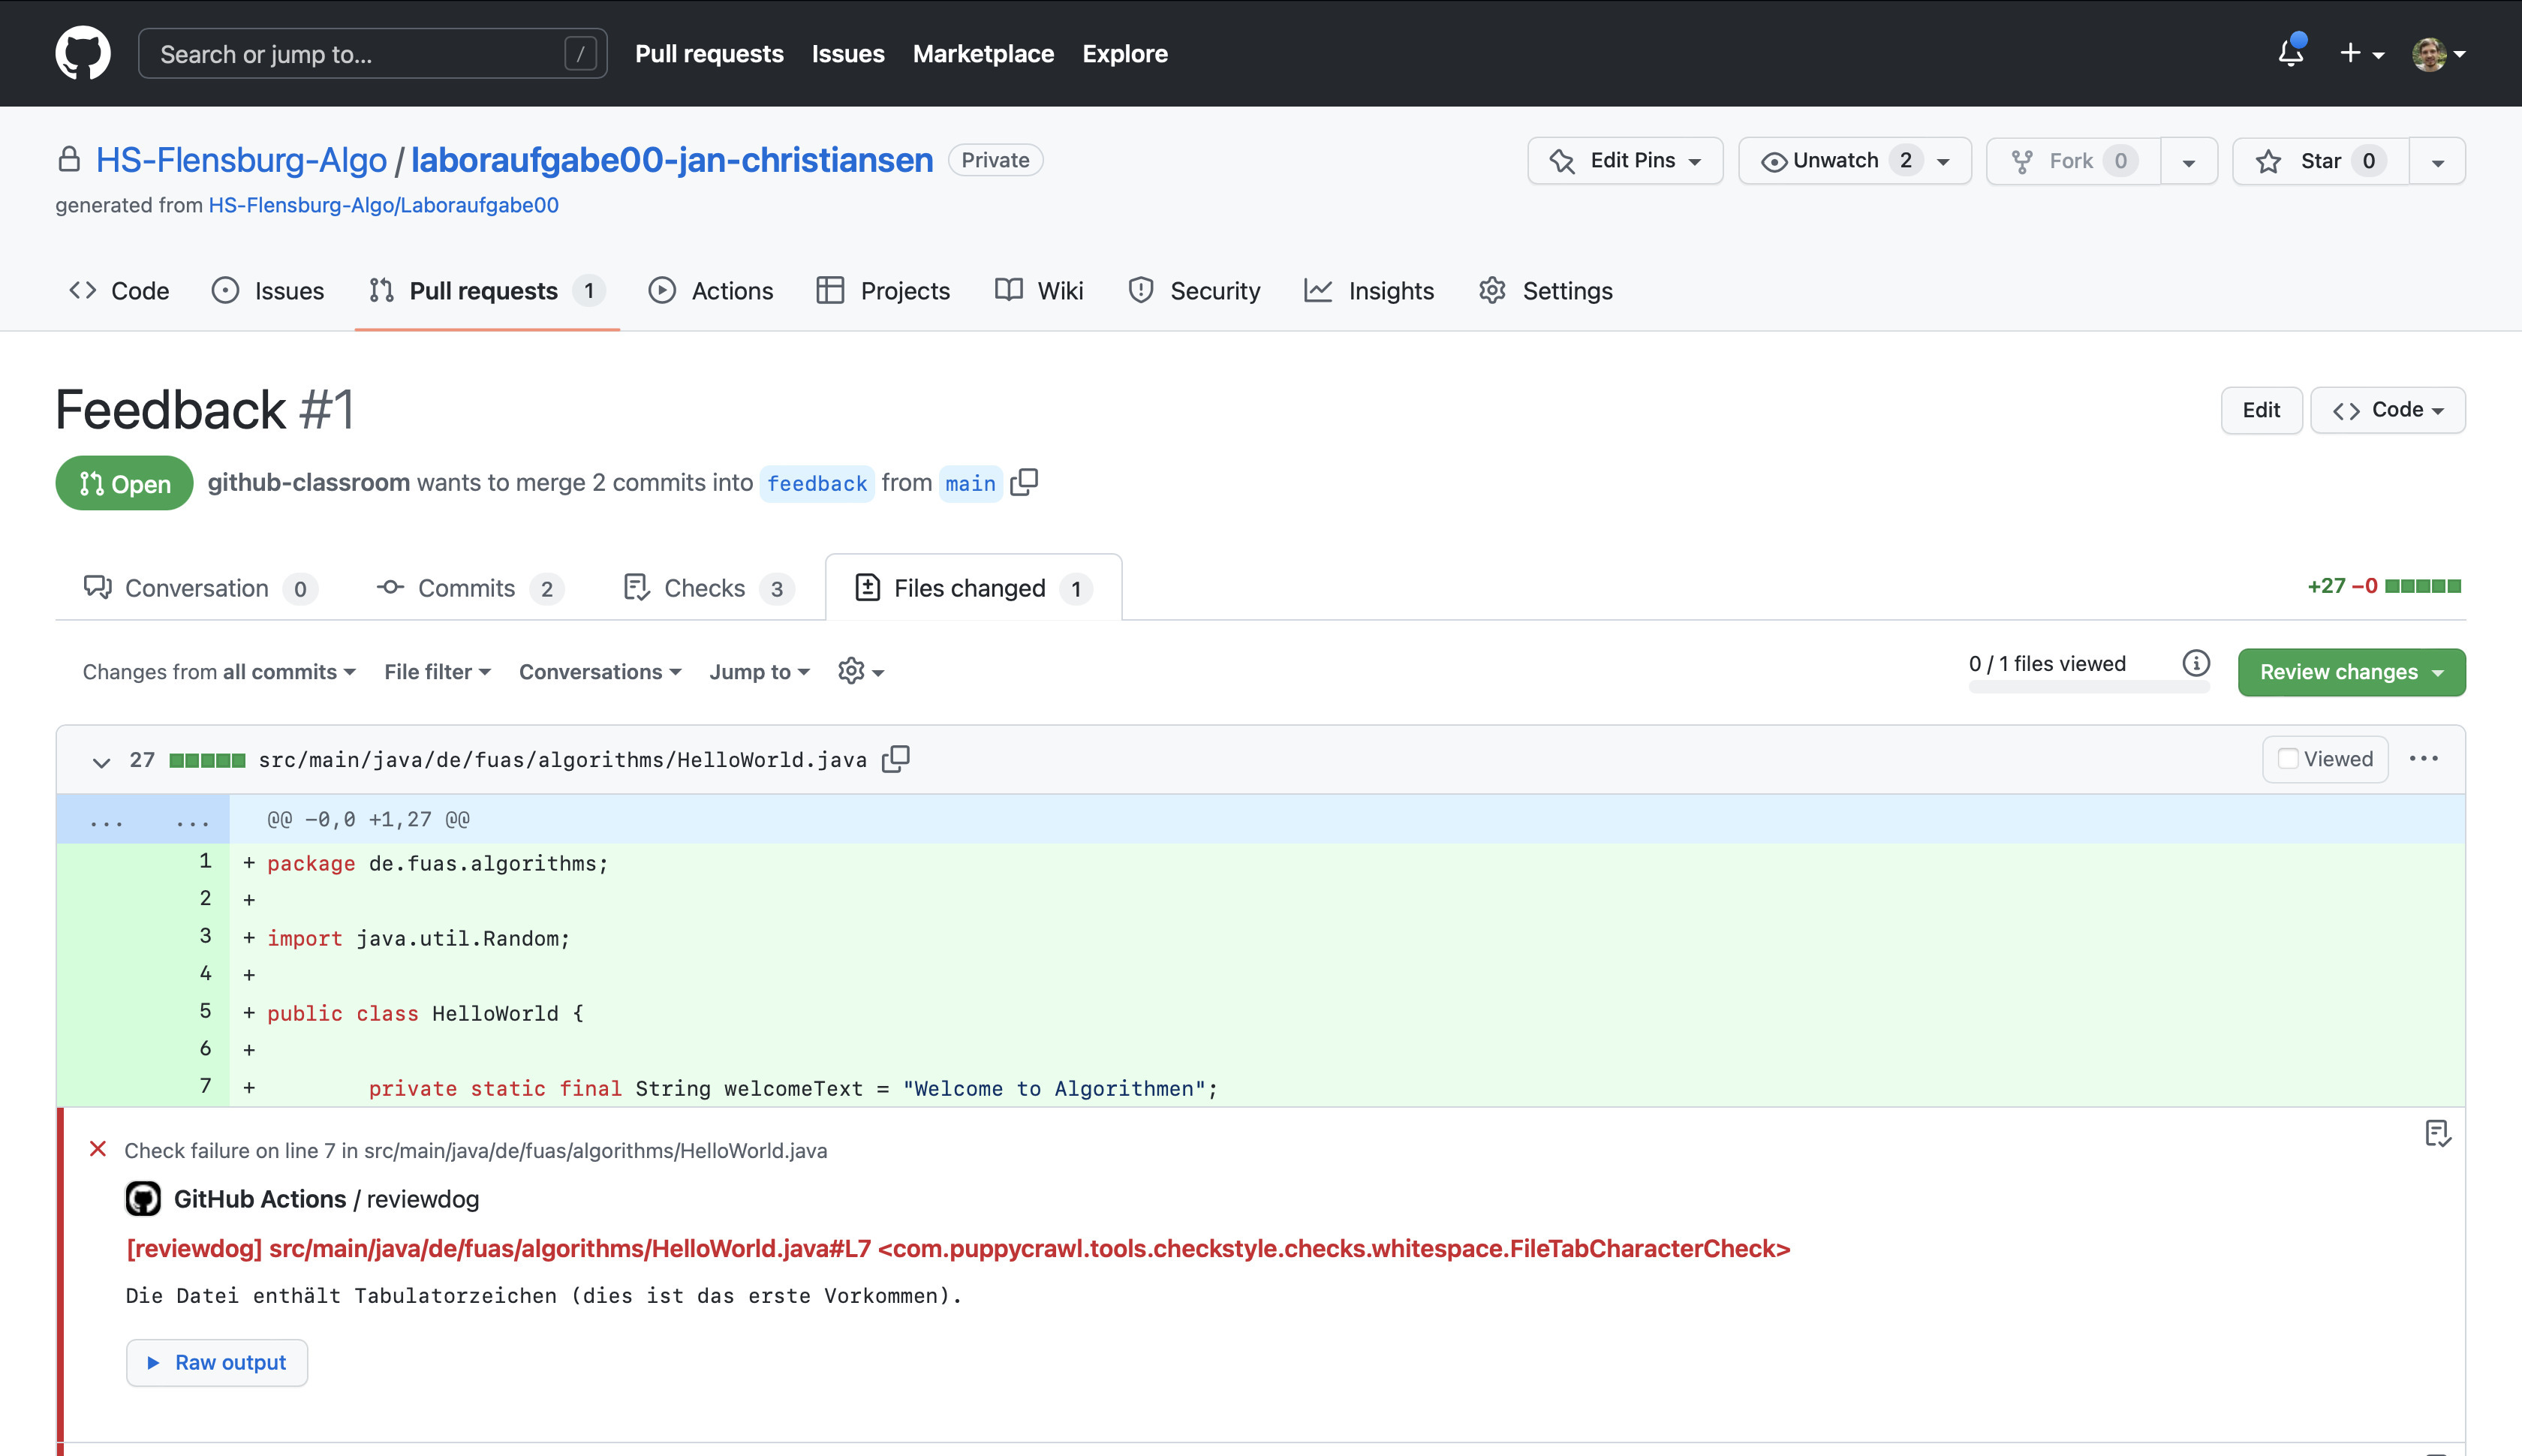 Search or jump to... / Pull requests Issues Marketplace Explore
HS-Flensburg-Algo / laboraufgabe00-jan-christiansen Private Edit Pins Unwatch 2 Fork 0 Star 0
generated from HS-Flensburg-Algo/Laboraufgabe00
Code Issues Pull requests 1 Actions Projects Wiki Security Insights Settings
Feedback #1 Edit Code
Open github-classroom wants to merge 2 commits into feedback from main
Conversation 0 Commits 2 Checks 3 Files changed 1 +27 −0
Changes from all commits File filter Conversations Jump to 0 / 1 files viewed Review changes
27 src/main/java/de/fuas/algorithms/HelloWorld.java Viewed ...
... ... @@ -0,0 +1,27 @@
1 + package de.fuas.algorithms;
2 +
3 + import java.util.Random;
4 +
5 + public class HelloWorld {
6 +
7 + private static final String welcomeText = "Welcome to Algorithmen";
Check failure on line 7 in src/main/java/de/fuas/algorithms/HelloWorld.java
GitHub Actions / reviewdog
[reviewdog] src/main/java/de/fuas/algorithms/HelloWorld.java#L7 <com.puppycrawl.tools.checkstyle.checks.whitespace.FileTabCharacterCheck>
Die Datei enthält Tabulatorzeichen (dies ist das erste Vorkommen).
Raw output